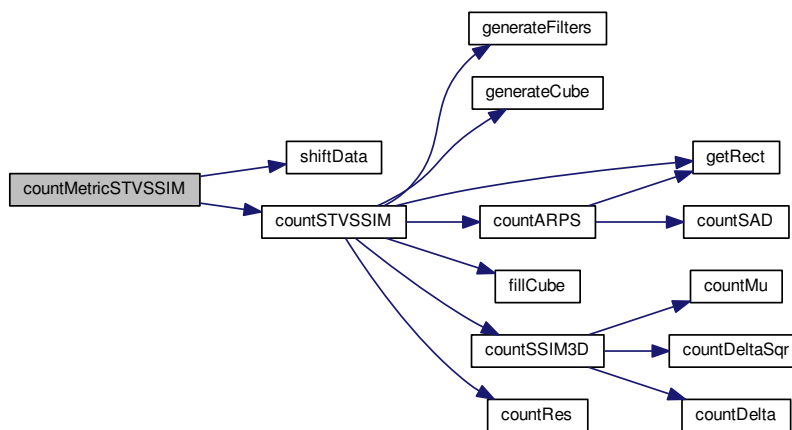 generateFilters
generateCube
shiftData
getRect
countMetricSTVSSIM
countSTVSSIM
countARPS
countSAD
fillCube
countMu
countSSIM3D
countDeltaSqr
countRes
countDelta